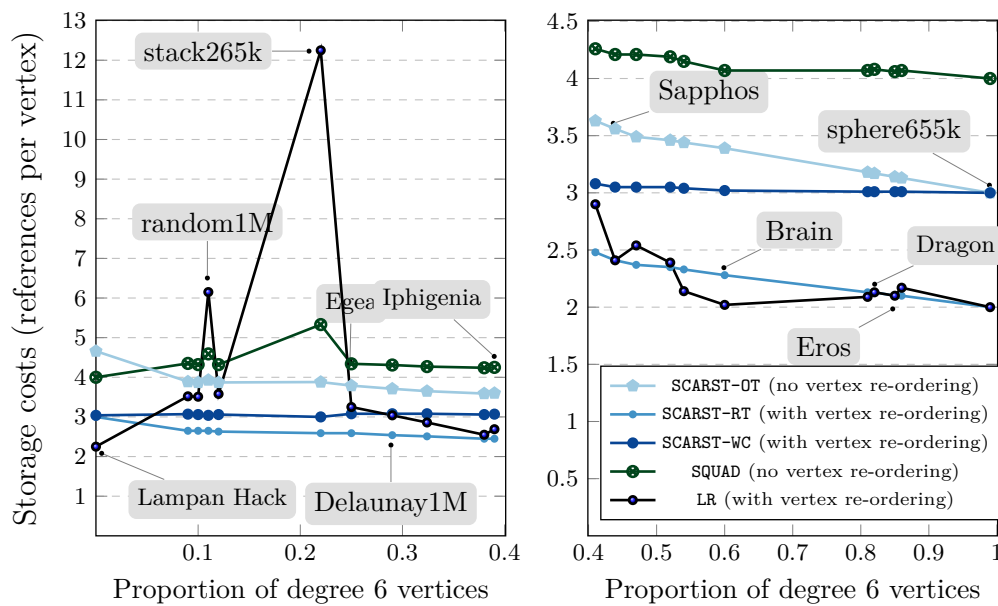 Storage costs (references per vertex)
13
12
11
10
9
8
7
6
5
4
3
2
1
0.1
0.2
0.3
0.4
Proportion of degree 6 vertices
stack265k
random1M
Egea
Iphigenia
Lampan Hack
Delaunay1M
4.5
4
3.5
3
2.5
2
1.5
1
0.5
0.4
0.5
0.6
0.7
0.8
0.9
1
Proportion of degree 6 vertices
Sapphos
sphere655k
Brain
Dragon
Eros
SCARST-OT (no vertex re-ordering)
SCARST-RT (with vertex re-ordering)
SCARST-WC (with vertex re-ordering)
SQUAD (no vertex re-ordering)
LR (with vertex re-ordering)